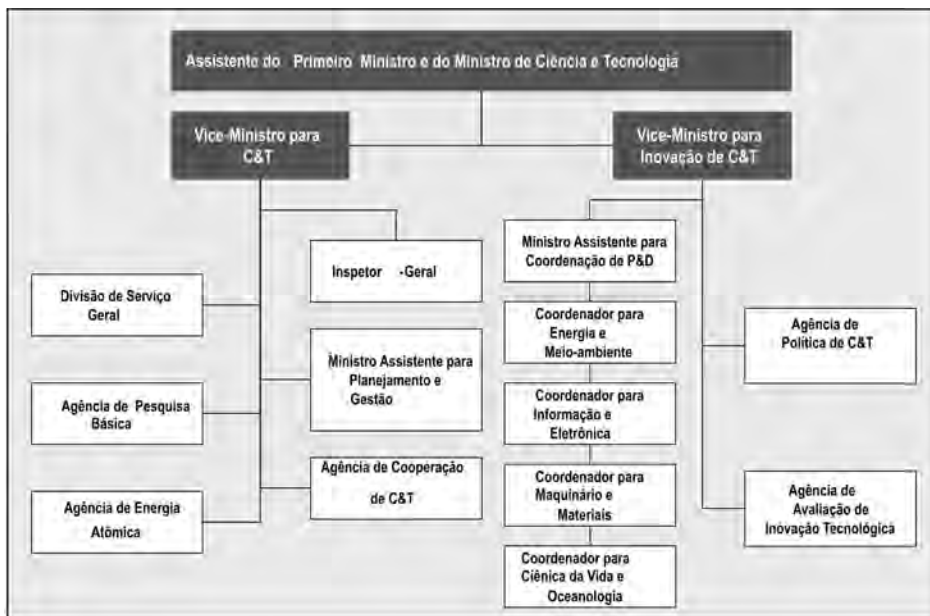 Assistente do Primeiro Ministro e do Ministro de Ciência e Tecnologia
Vice-Ministro para
C&T
Vice-Ministro para
Inovação de C&T
Inspetor -Geral
Divisão de Serviço
Geral
Ministro Assistente para
Planejamento e
Gestão
Agência de Pesquisa
Básica
Agência de Cooperação
de C&T
Agência de Energia
Atômica
Ministro Assistente para
Coordenação de P&D
Coordenador para
Energia e
Meio-ambiente
Coordenador para
Informação e
Eletrônica
Coordenador para
Maquinário e
Materiais
Coordenador para
Ciênica da Vida e
Oceanologia
Agência de
Política de C&T
Agência de
Avaliação de
Inovação Tecnológica